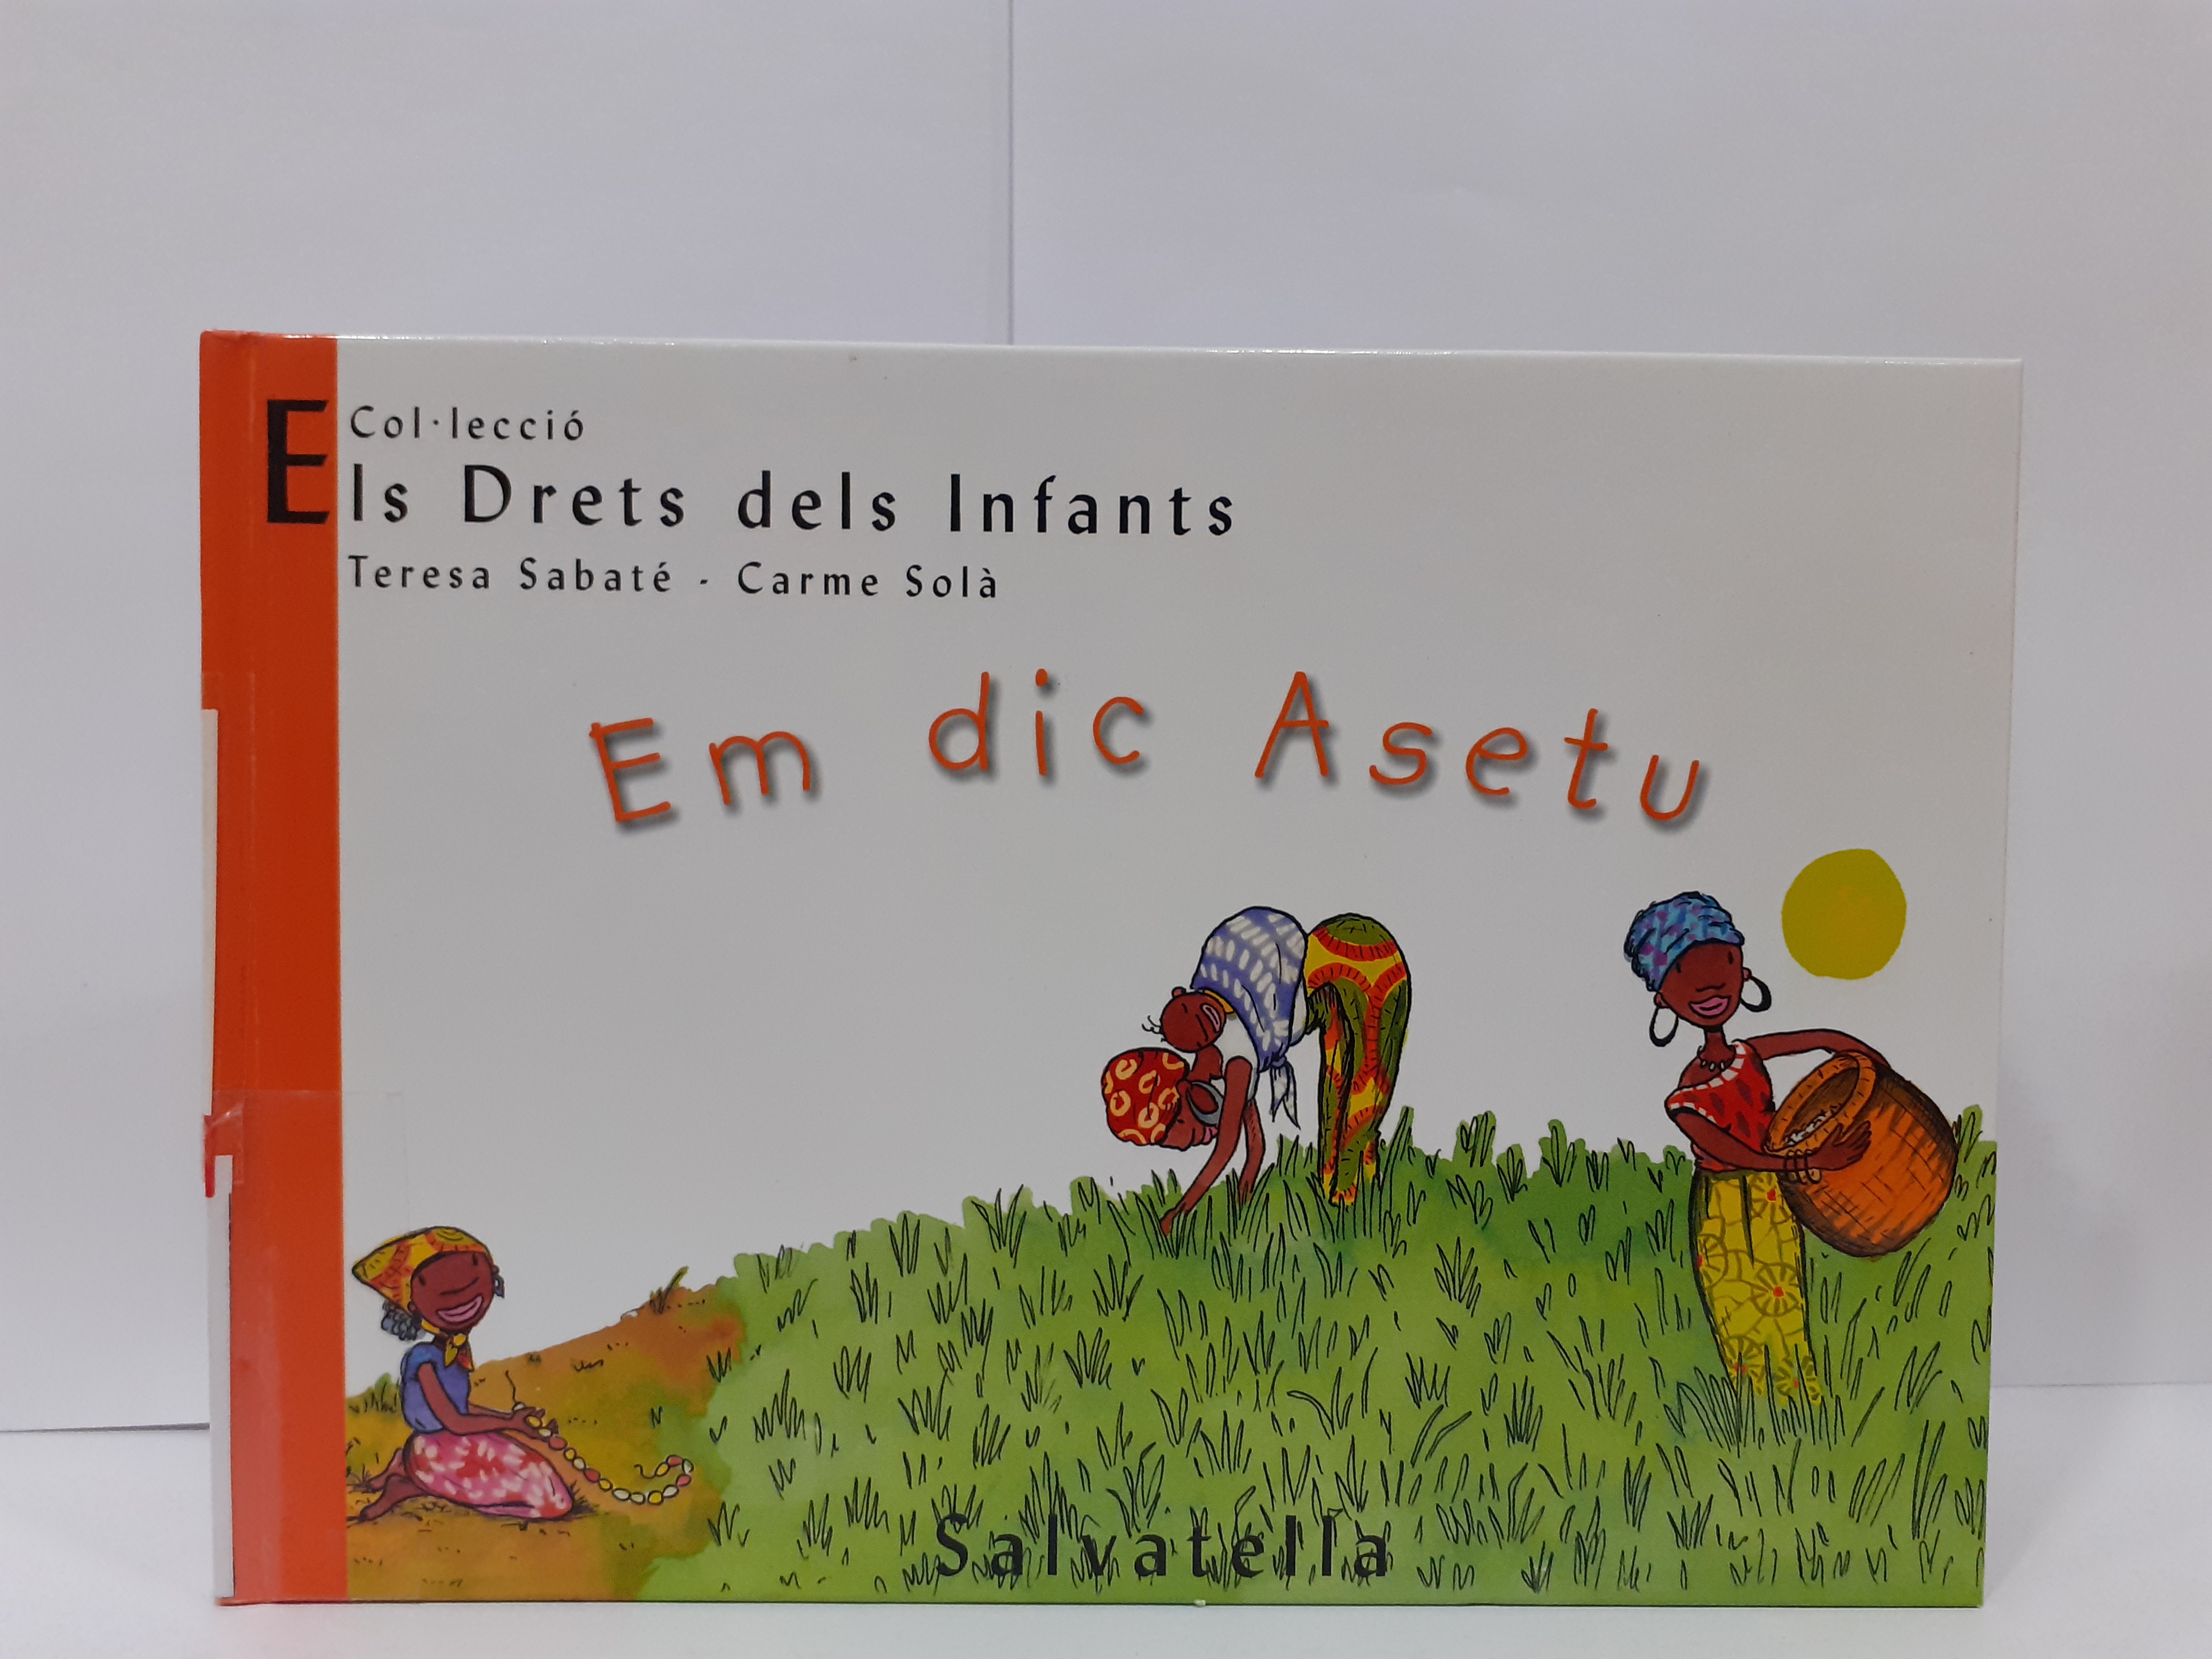 Col·lecció
Els Drets dels Infants
Teresa Sabaté - Carme Solà
Em dic Asetu
Salvatella